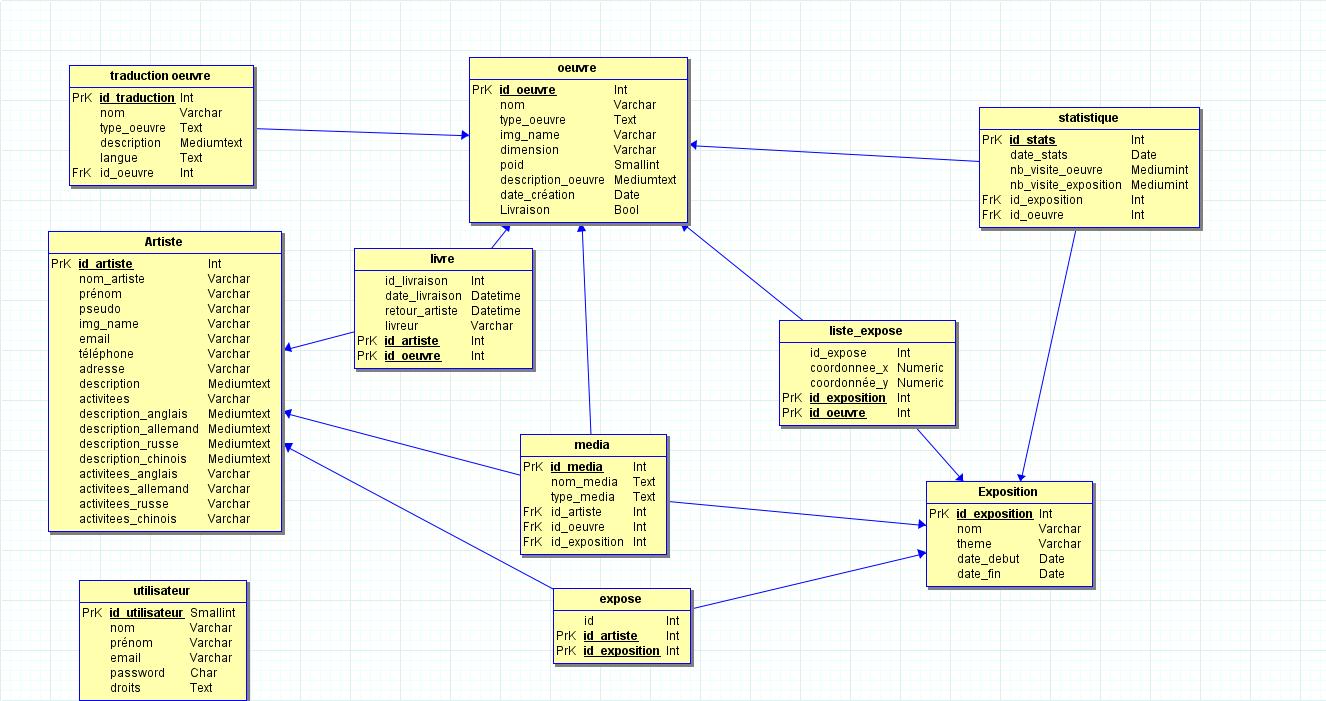 traduction oeuvre
PrK id_traduction Int
nom Varchar
type_oeuvre Text
description Mediumtext
langue Text
FrK id_oeuvre Int
oeuvre
PrK id_oeuvre Int
nom Varchar
type_oeuvre Text
img_name Varchar
dimension Varchar
poid Smallint
description_oeuvre Mediumtext
date_création Date
Livraison Bool
statistique
PrK id_stats Int
date_stats Date
nb_visite_oeuvre Mediumint
nb_visite_exposition Mediumint
FrK id_exposition Int
FrK id_oeuvre Int
Artiste
PrK id_artiste Int
nom_artiste Varchar
prénom Varchar
pseudo Varchar
img_name Varchar
email Varchar
téléphone Varchar
adresse Varchar
description Mediumtext
activitees Varchar
description_anglais Mediumtext
description_allemand Mediumtext
description_russe Mediumtext
description_chinois Mediumtext
activitees_anglais Varchar
activitees_allemand Varchar
activitees_russe Varchar
activitees_chinois Varchar
livre
id_livraison Int
date_livraison Datetime
retour_artiste Datetime
livreur Varchar
PrK id_artiste Int
PrK id_oeuvre Int
liste_expose
id_expose Int
coordonnee_x Numeric
coordonnée_y Numeric
PrK id_exposition Int
PrK id_oeuvre Int
media
PrK id_media Int
nom_media Text
type_media Text
FrK id_artiste Int
FrK id_oeuvre Int
FrK id_exposition Int
Exposition
PrK id_exposition Int
nom Varchar
theme Varchar
date_debut Date
date_fin Date
utilisateur
PrK id_utilisateur Smallint
nom Varchar
prénom Varchar
email Varchar
password Char
droits Text
expose
id Int
PrK id_artiste Int
PrK id_exposition Int